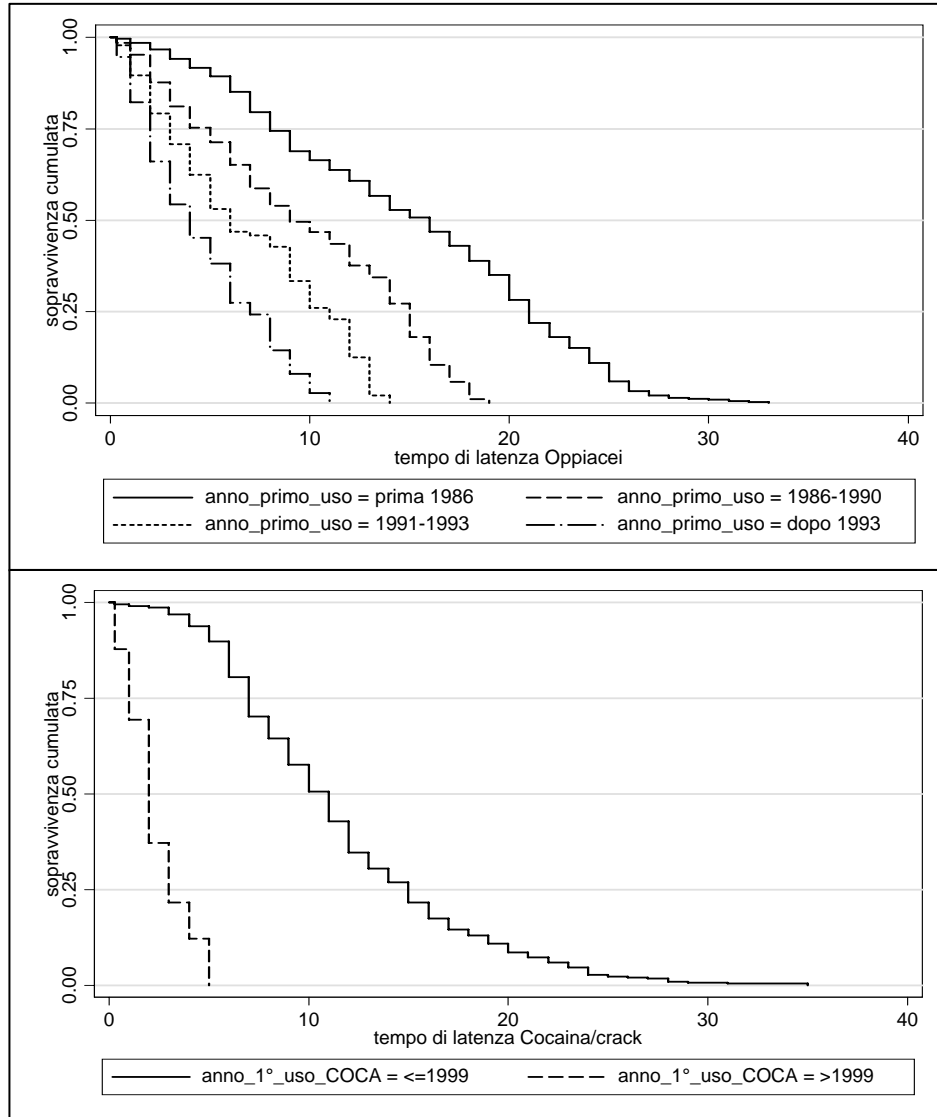 1.00
0.75
0.50
0.25
0.00
sopravvivenza cumulata
0
10
20
30
40
tempo di latenza Oppiacei
anno_primo_uso = prima 1986
anno_primo_uso = 1986-1990
anno_primo_uso = 1991-1993
anno_primo_uso = dopo 1993
1.00
0.75
0.50
0.25
0.00
sopravvivenza cumulata
0
10
20
30
40
tempo di latenza Cocaina/crack
anno_1°_uso_COCA = <=1999
anno_1°_uso_COCA = >1999